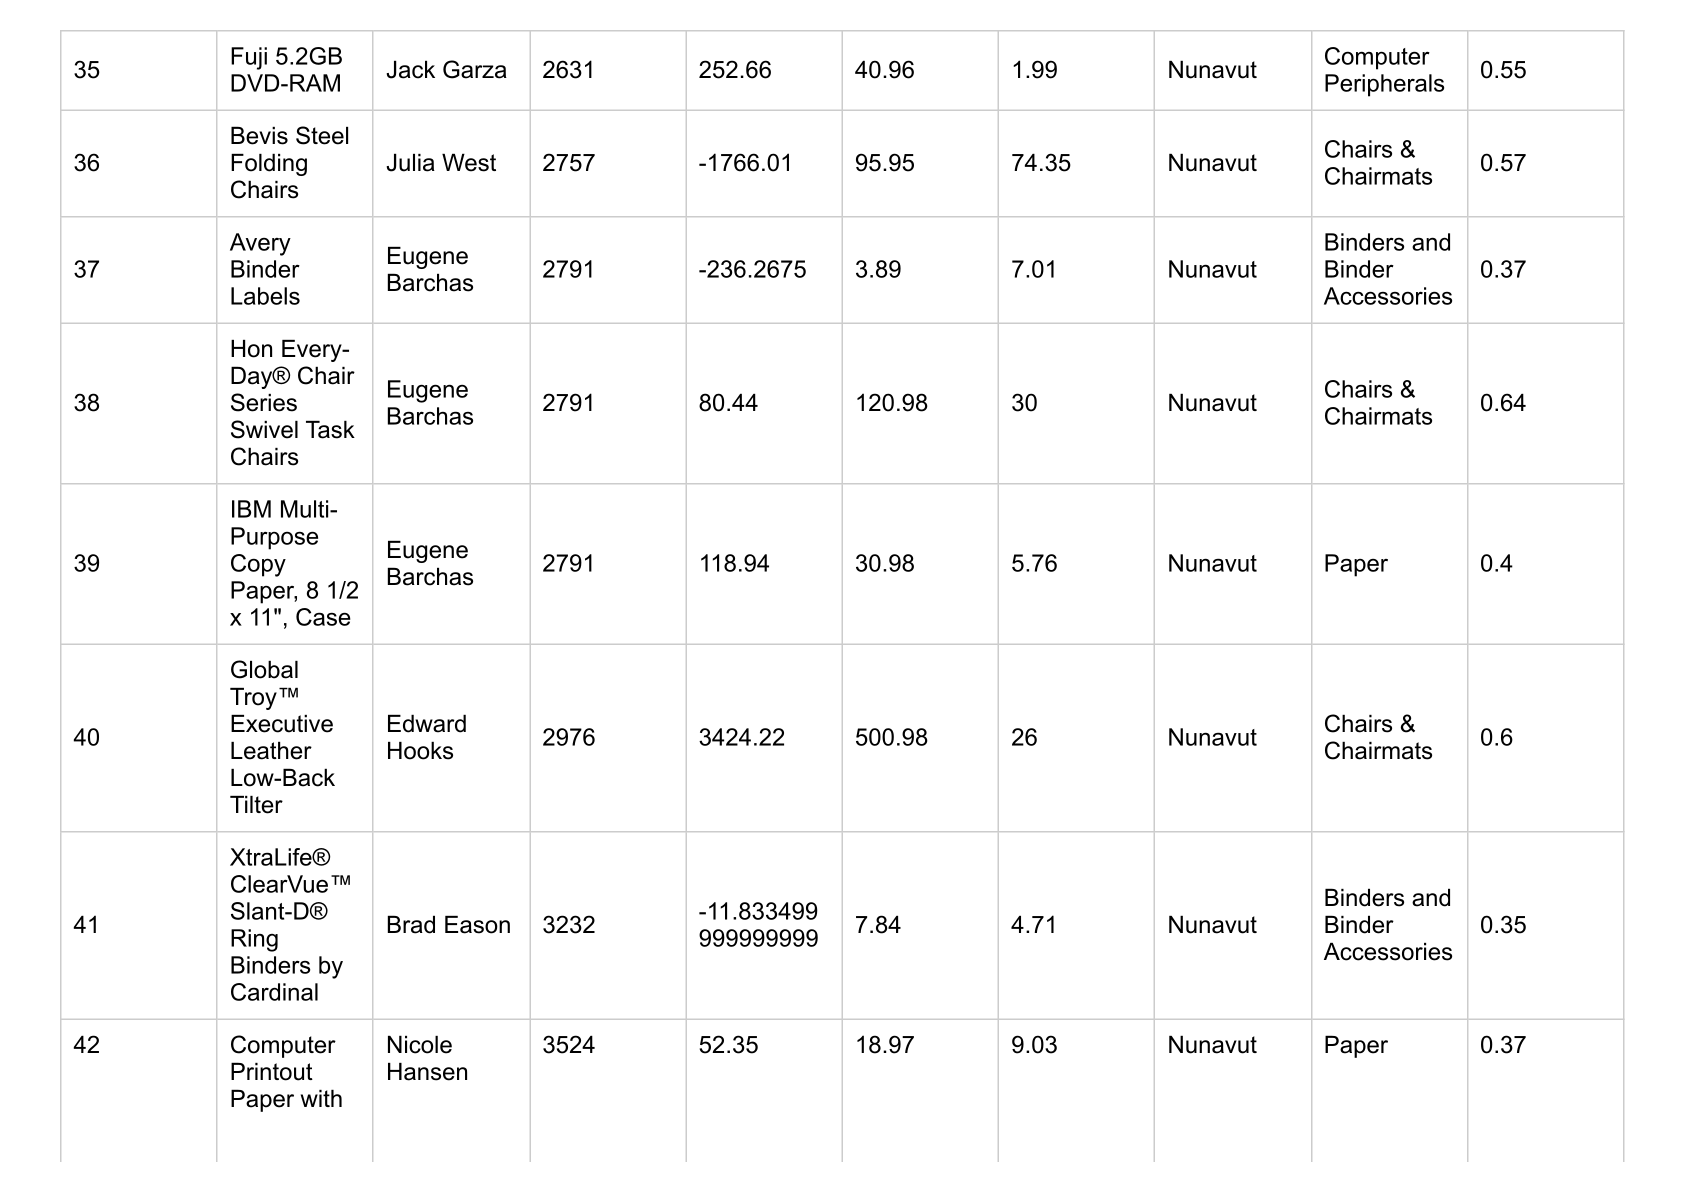 35
Fuji 5.2GB
DVD-RAM
Jack Garza
2631
252.66
40.96
1.99
Nunavut
Computer
Peripherals
0.55
36
Bevis Steel
Folding
Chairs
Julia West
2757
-1766.01
95.95
74.35
Nunavut
Chairs &
Chairmats
0.57
37
Avery
Binder
Labels
Eugene
Barchas
2791
-236.2675
3.89
7.01
Nunavut
Binders and
Binder
Accessories
0.37
38
Hon Every-
Day® Chair
Series
Swivel Task
Chairs
Eugene
Barchas
2791
80.44
120.98
30
Nunavut
Chairs &
Chairmats
0.64
39
IBM Multi-
Purpose
Copy
Paper, 8 1/2
x 11", Case
Eugene
Barchas
2791
118.94
30.98
5.76
Nunavut
Paper
0.4
40
Global
Troy™
Executive
Leather
Low-Back
Tilter
Edward
Hooks
2976
3424.22
500.98
26
Nunavut
Chairs &
Chairmats
0.6
41
XtraLife®
ClearVue™
Slant-D®
Ring
Binders by
Cardinal
Brad Eason
3232
-11.833499
999999999
7.84
4.71
Nunavut
Binders and
Binder
Accessories
0.35
42
Computer
Printout
Paper with
Nicole
Hansen
3524
52.35
18.97
9.03
Nunavut
Paper
0.37